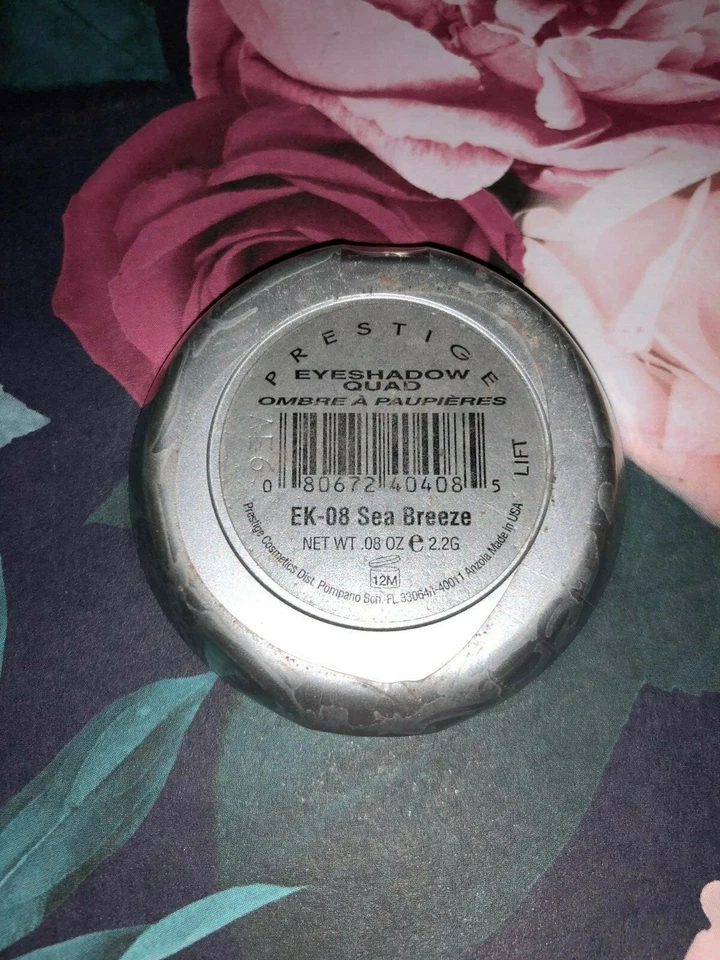 PRESTIGE
EYESHADOW
QUAD
OMBRE À PAUPIÈRES
LIFT
0 80672 40408 5
EK-08 Sea Breeze
NET WT .08 OZ e 2.2G
12M
Prestige Cosmetics Dist. Pompano Bch. FL 33064/I-40011 Anzola.Made in USA